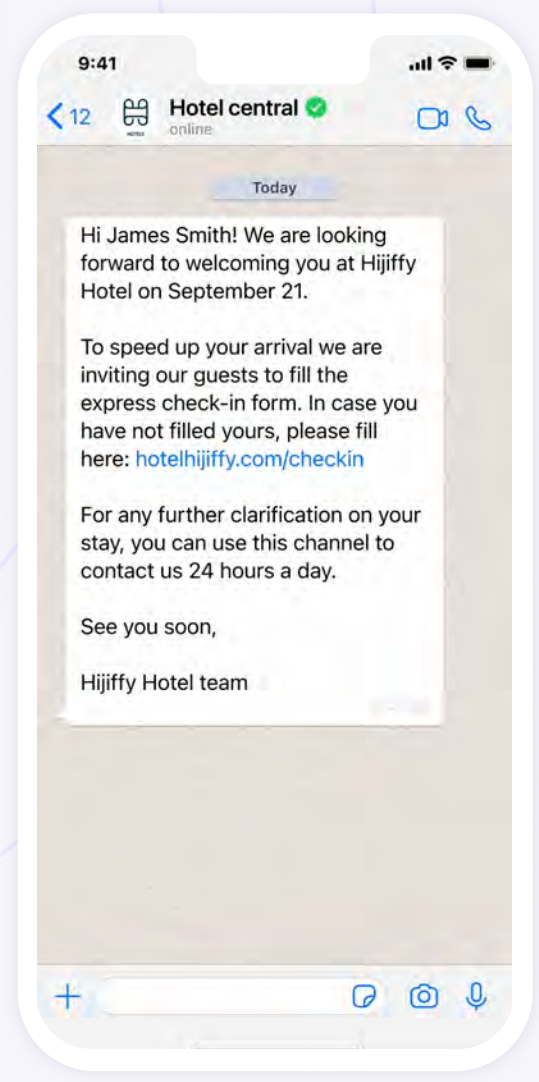 9:41
12
HOTELS
Hotel central
online
Today
Hi James Smith! We are looking
forward to welcoming you at Hijiffy
Hotel on September 21.
To speed up your arrival we are
inviting our guests to fill the
express check-in form. In case you
have not filled yours, please fill
here: hotelhijiffy.com/checkin
For any further clarification on your
stay, you can use this channel to
contact us 24 hours a day.
See you soon,
Hijiffy Hotel team